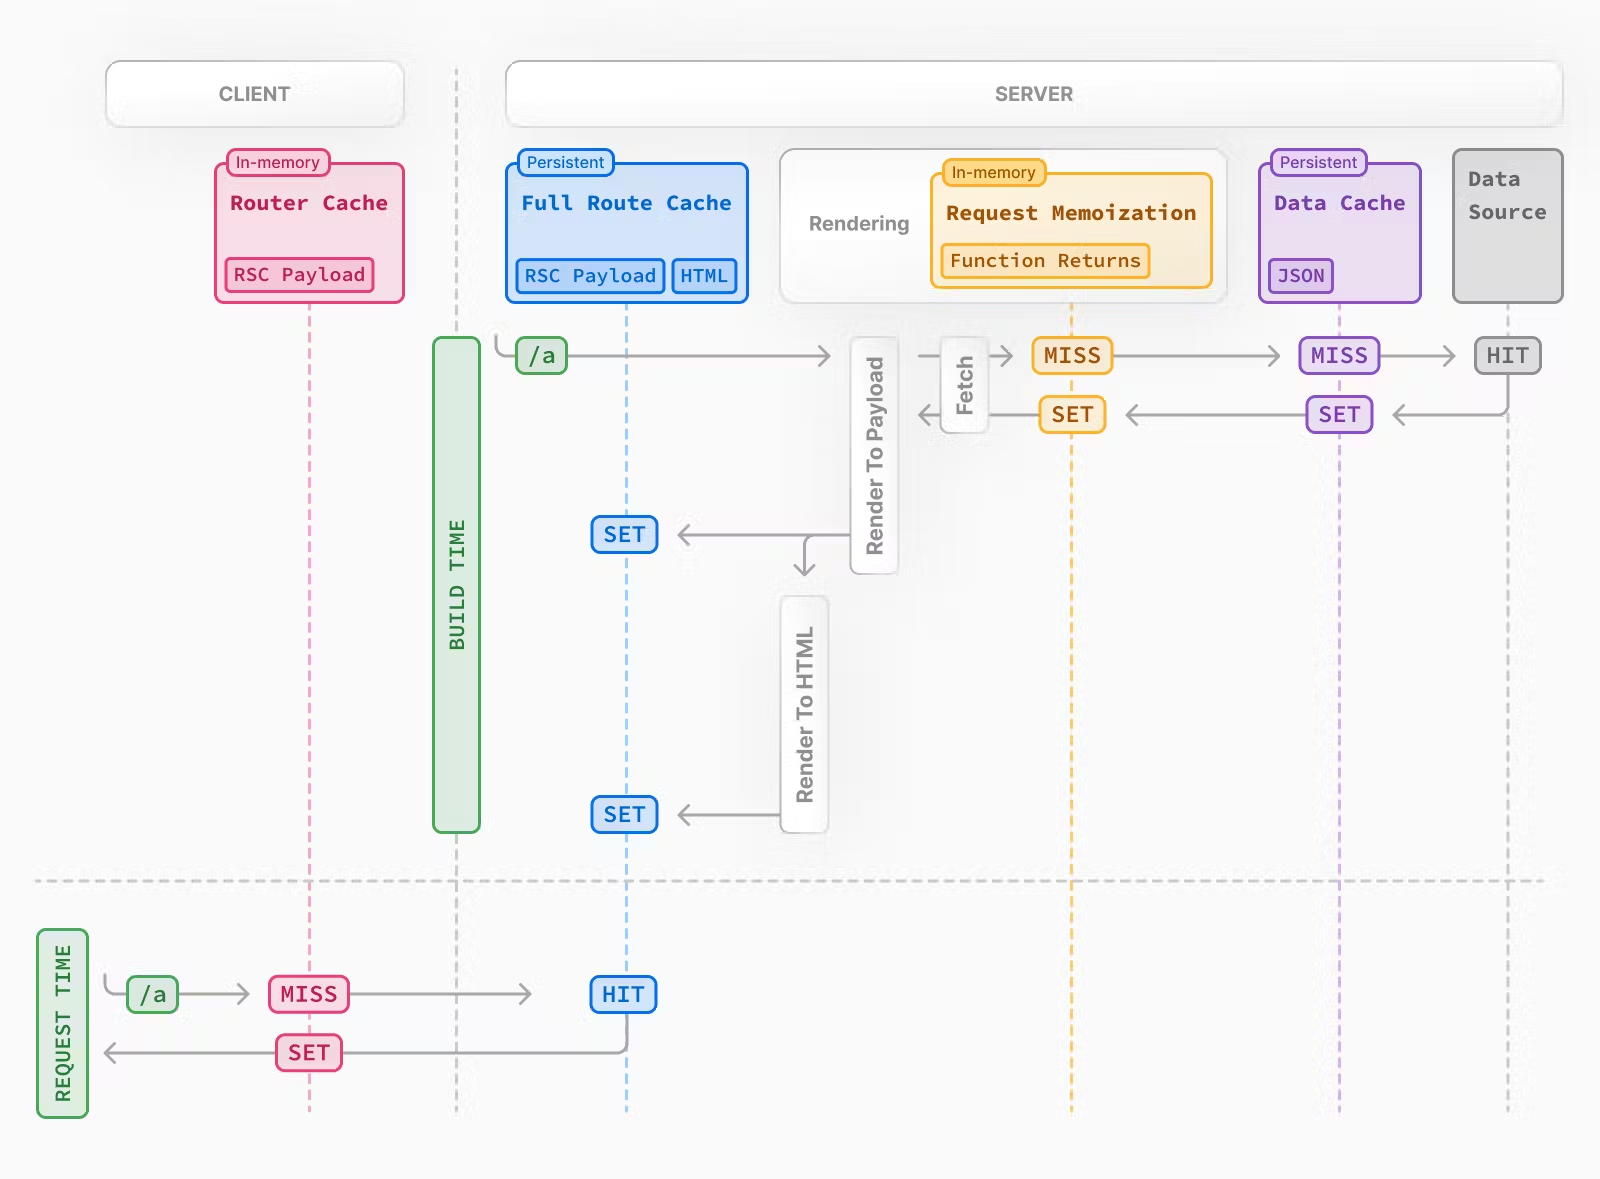 CLIENT
SERVER
In-memory
Router Cache
RSC Payload
Persistent
Full Route Cache
RSC Payload
HTML
Rendering
In-memory
Request Memoization
Function Returns
Persistent
Data Cache
JSON
Data
Source
BUILD TIME
/a
Render To Payload
Fetch
MISS
MISS
HIT
SET
SET
SET
Render To HTML
SET
REQUEST TIME
/a
MISS
HIT
SET